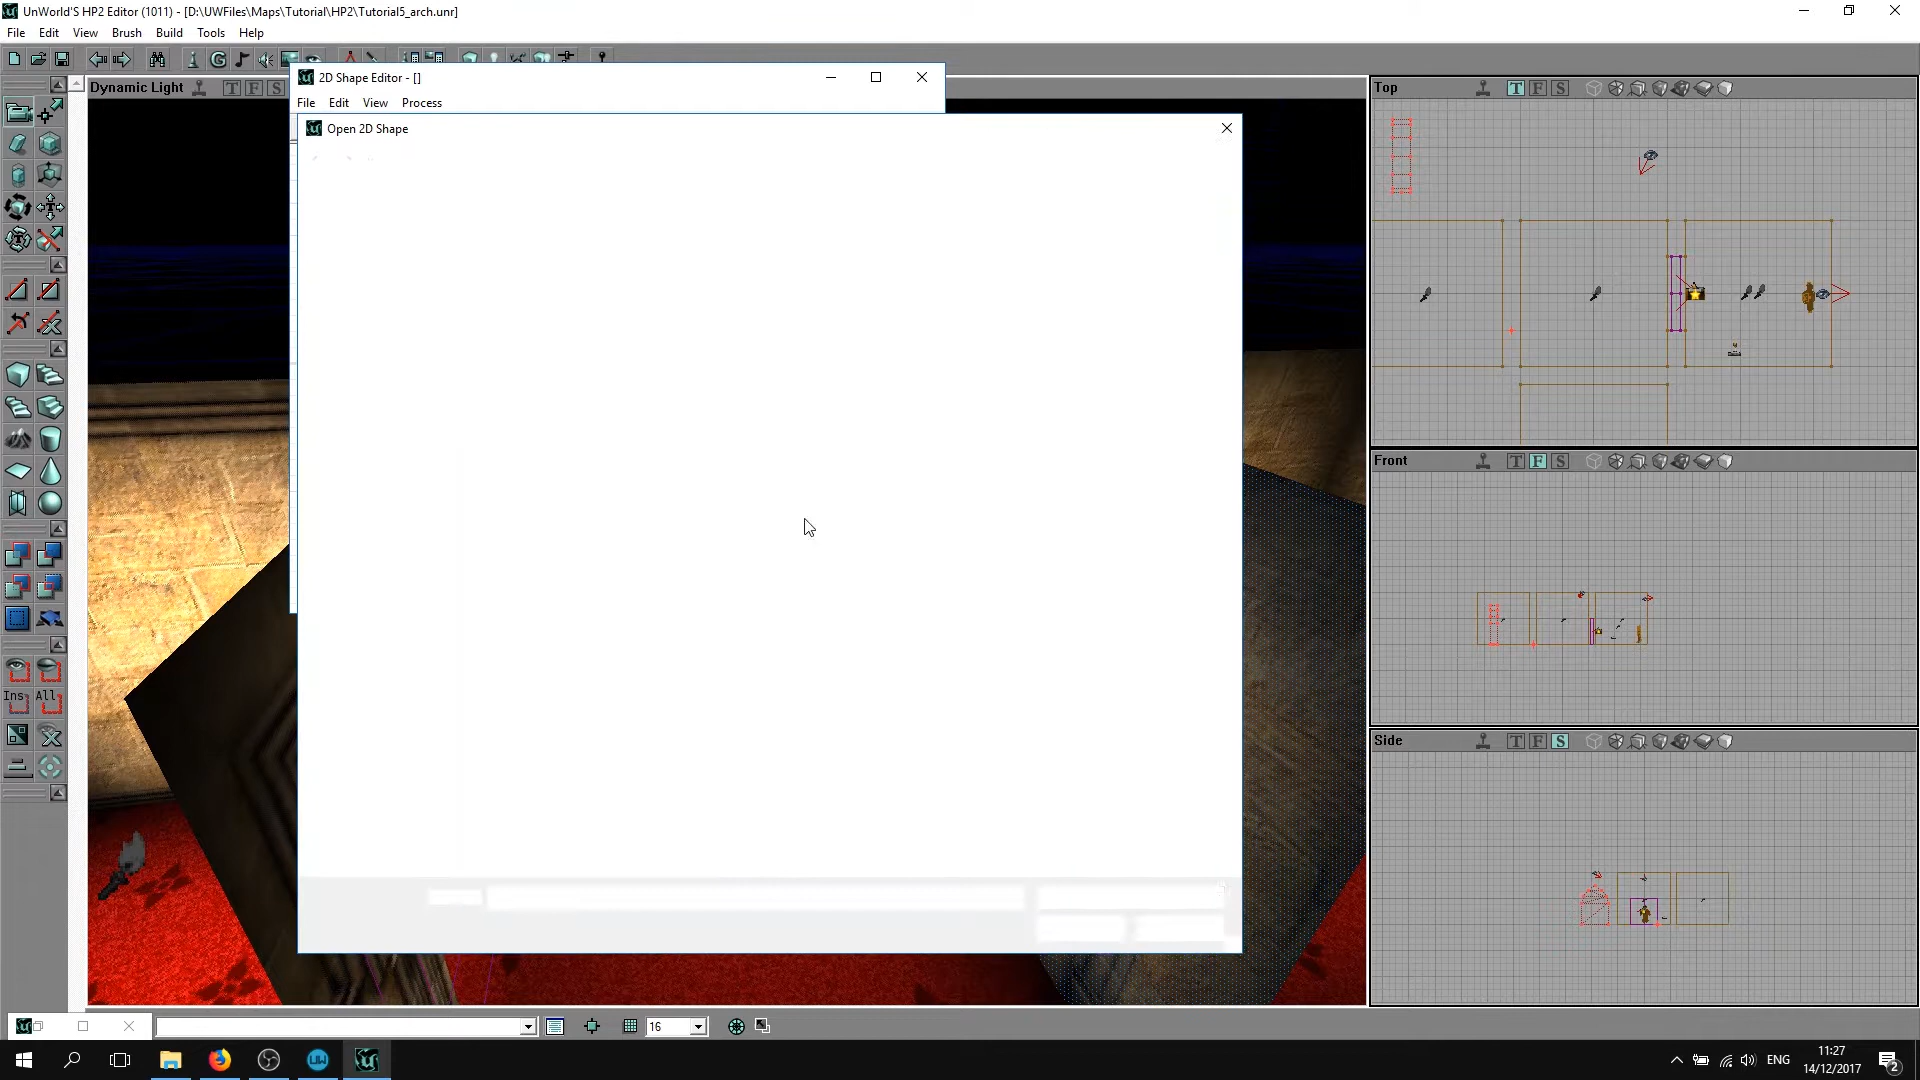 UnWorld'S HP2 Editor (1011) - [D:\UWFiles\Maps\Tutorial\HP2\Tutorial5_arch.unr]
File Edit View Brush Build Tools Help
Dynamic Light T F S
2D Shape Editor - []
File Edit View Process
Open 2D Shape
Top T F S
Front T F S
Side T F S
Ins All
16
ENG
11:27
14/12/2017
2